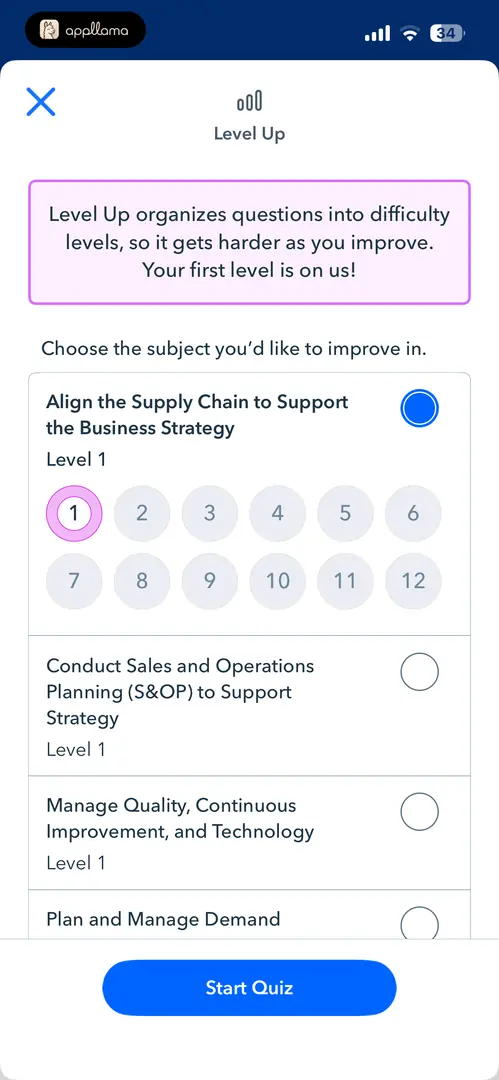 appllama
34
Level Up
Level Up organizes questions into difficulty
levels, so it gets harder as you improve.
Your first level is on us!
Choose the subject you’d like to improve in.
Align the Supply Chain to Support
the Business Strategy
Level 1
1 2 3 4 5 6
7 8 9 10 11 12
Conduct Sales and Operations
Planning (S&OP) to Support
Strategy
Level 1
Manage Quality, Continuous
Improvement, and Technology
Level 1
Plan and Manage Demand
Start Quiz